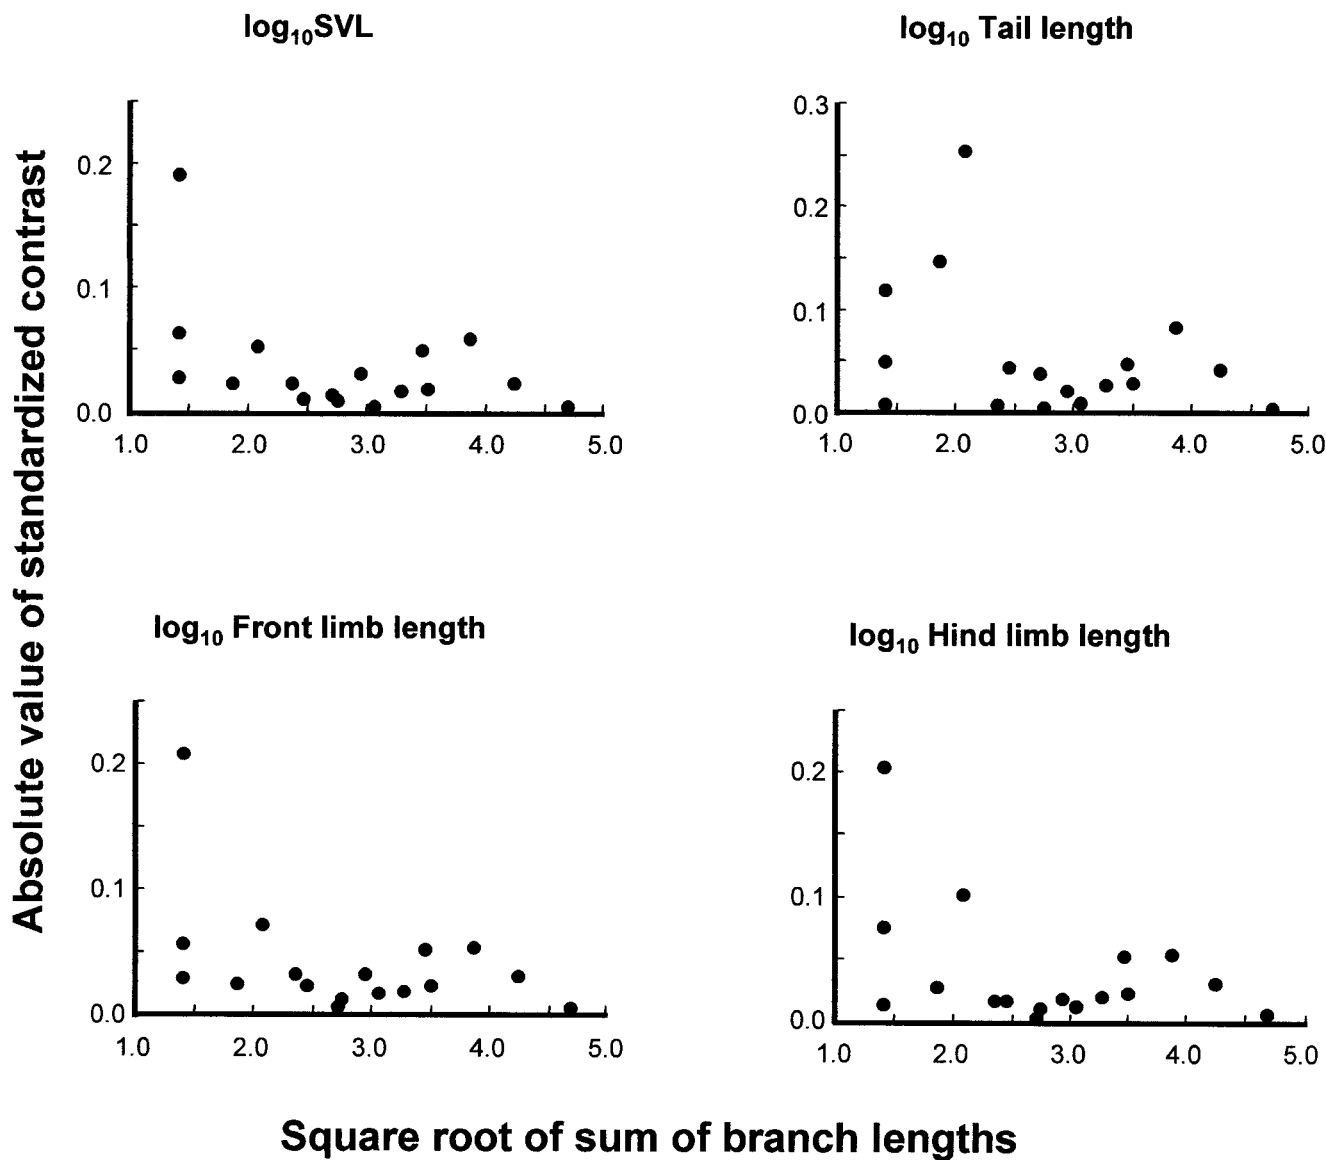 log10SVL
log10 Tail length
0.2
0.1
0.0
1.0 2.0 3.0 4.0 5.0
0.3
0.2
0.1
0.0
1.0 2.0 3.0 4.0 5.0
Absolute value of standardized contrast
log10 Front limb length
log10 Hind limb length
0.2
0.1
0.0
1.0 2.0 3.0 4.0 5.0
0.2
0.1
0.0
1.0 2.0 3.0 4.0 5.0
Square root of sum of branch lengths